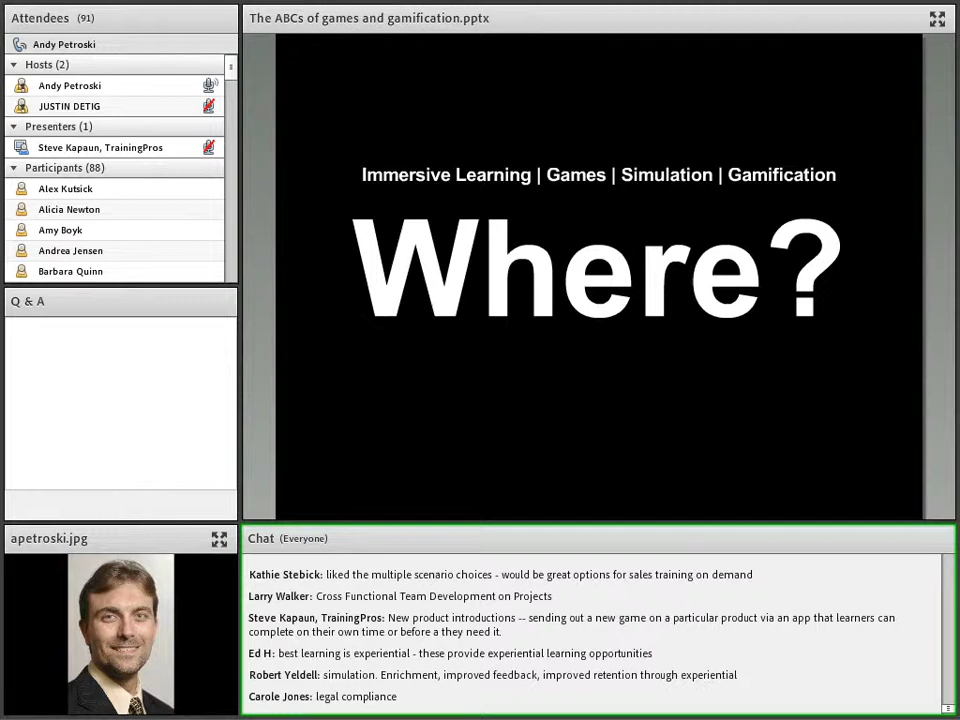 Attendees (91)
Andy Petroski
Hosts (2)
Andy Petroski
JUSTIN DETIG
Presenters (1)
Steve Kapaun, TrainingPros
Participants (88)
Alex Kutsick
Alicia Newton
Amy Boyk
Andrea Jensen
Barbara Quinn
Q & A
apetroski.jpg
The ABCs of games and gamification.pptx
Immersive Learning | Games | Simulation | Gamification
Where?
Chat (Everyone)
Kathie Stebick: liked the multiple scenario choices - would be great options for sales training on demand
Larry Walker: Cross Functional Team Development on Projects
Steve Kapaun, TrainingPros: New product introductions -- sending out a new game on a particular product via an app that learners can
complete on their own time or before a they need it.
Ed H: best learning is experiential - these provide experiential learning opportunities
Robert Yeldell: simulation. Enrichment, improved feedback, improved retention through experiential
Carole Jones: legal compliance